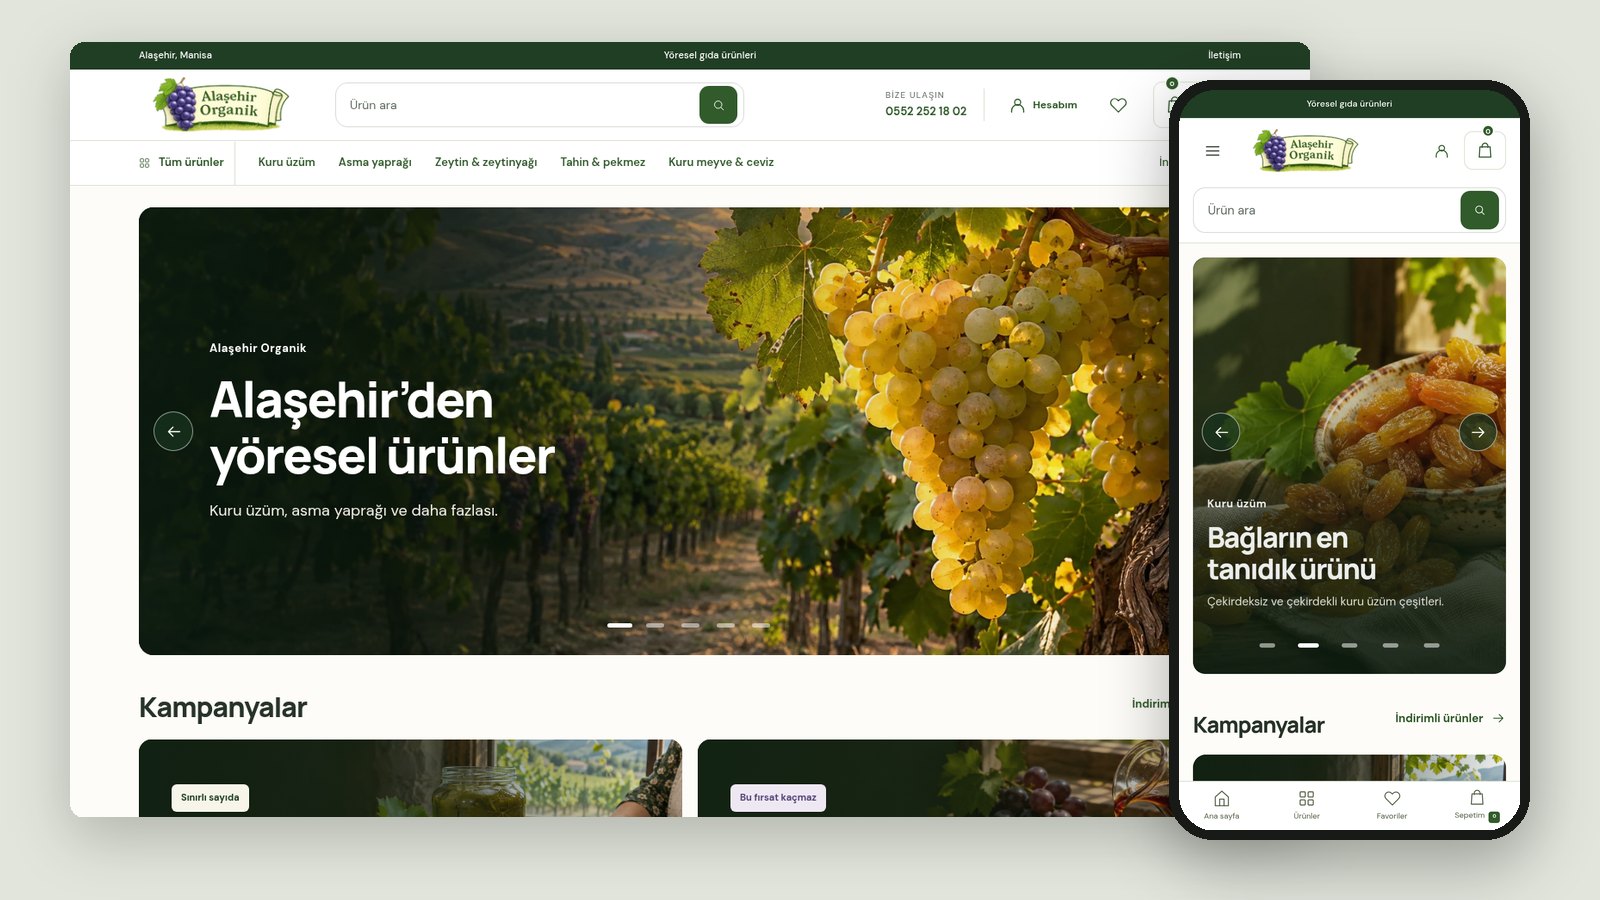 Alaşehir, Manisa
Yöresel gıda ürünleri
İletişim
Alaşehir
Organik
Ürün ara
BİZE ULAŞIN
0552 252 18 02
Hesabım
0
Tüm ürünler
Kuru üzüm
Asma yaprağı
Zeytin & zeytinyağı
Tahin & pekmez
Kuru meyve & ceviz
Alaşehir Organik
Alaşehir’den
yöresel ürünler
Kuru üzüm, asma yaprağı ve daha fazlası.
Kampanyalar
Sınırlı sayıda
Bu fırsat kaçmaz
Yöresel gıda ürünleri
Alaşehir
Organik
0
Ürün ara
Kuru üzüm
Bağların en
tanıdık ürünü
Çekirdeksiz ve çekirdekli kuru üzüm çeşitleri.
Kampanyalar
İndirimli ürünler
Ana sayfa
Ürünler
Favoriler
Sepetim
0